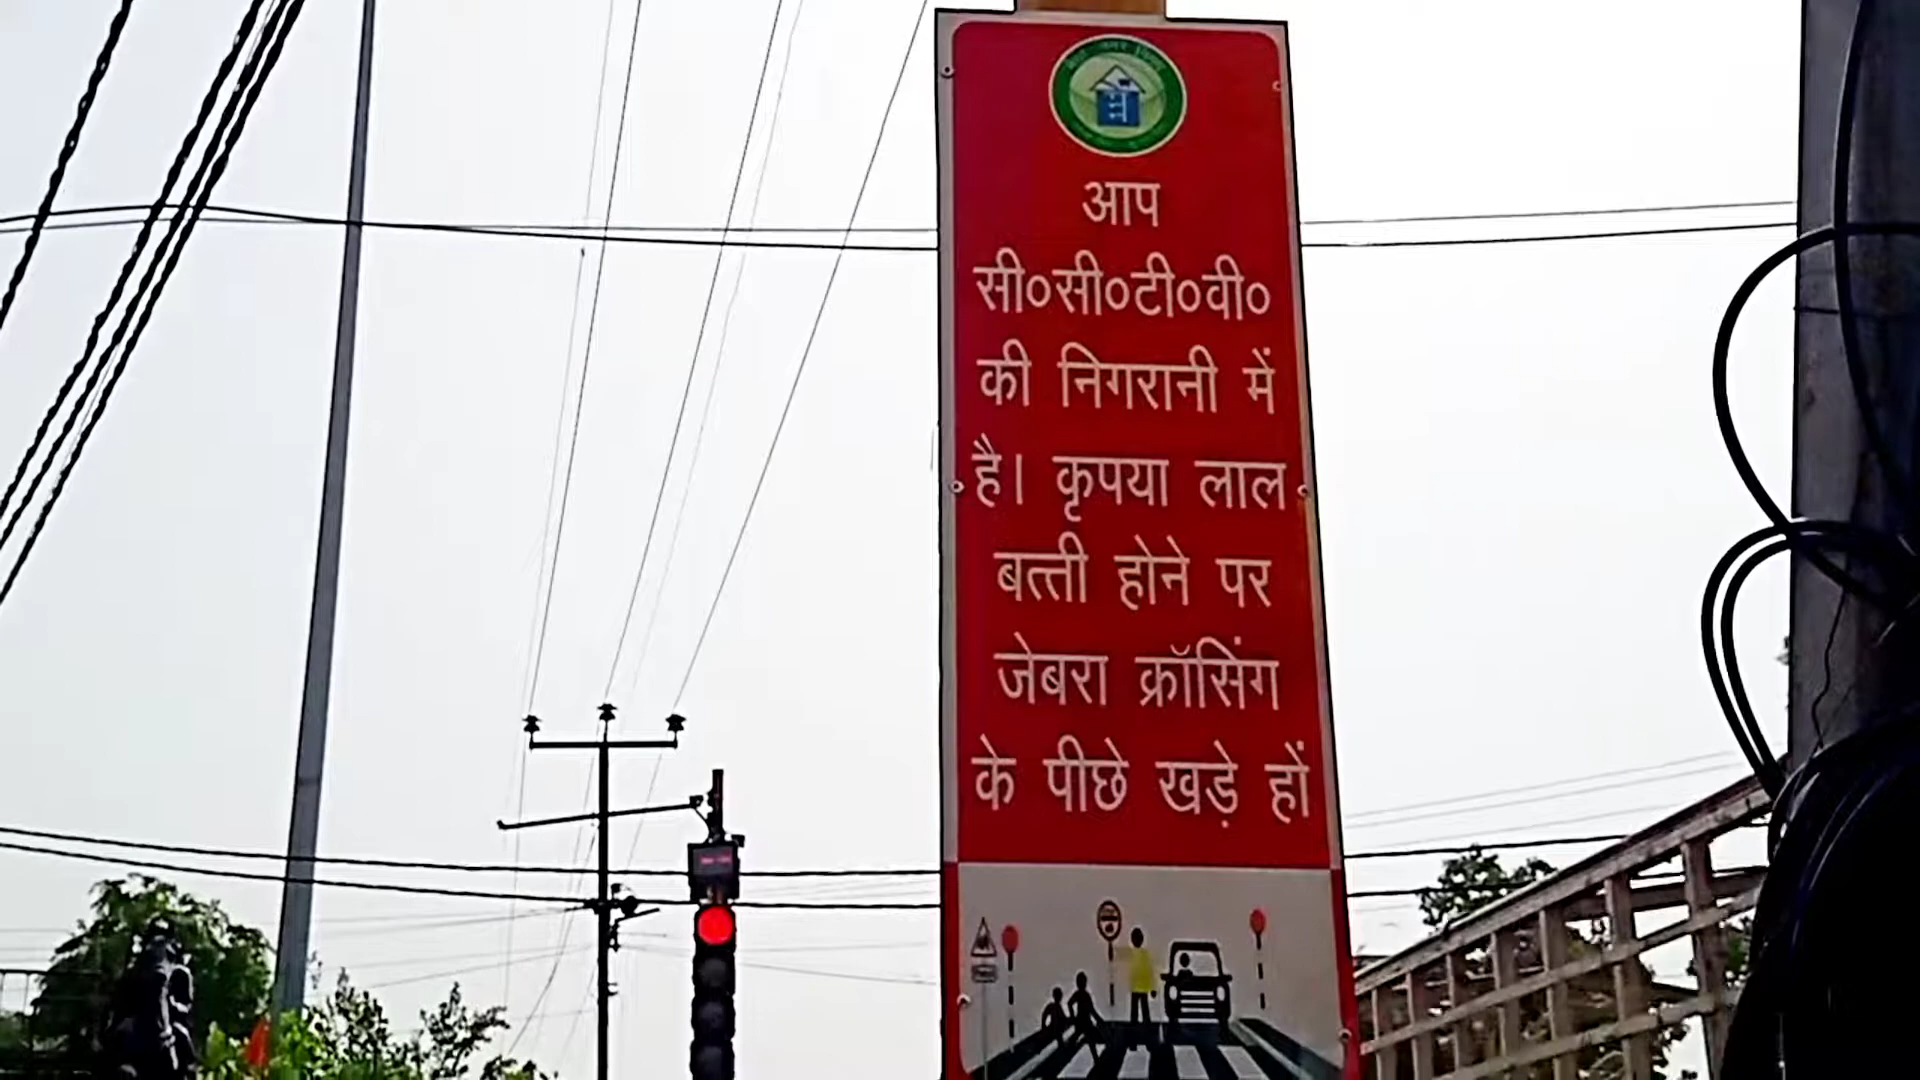 आप
सी०सी०टी०वी०
की निगरानी में
है। कृपया लाल
बत्ती होने पर
जेबरा क्रॉसिंग
के पीछे खड़े हों